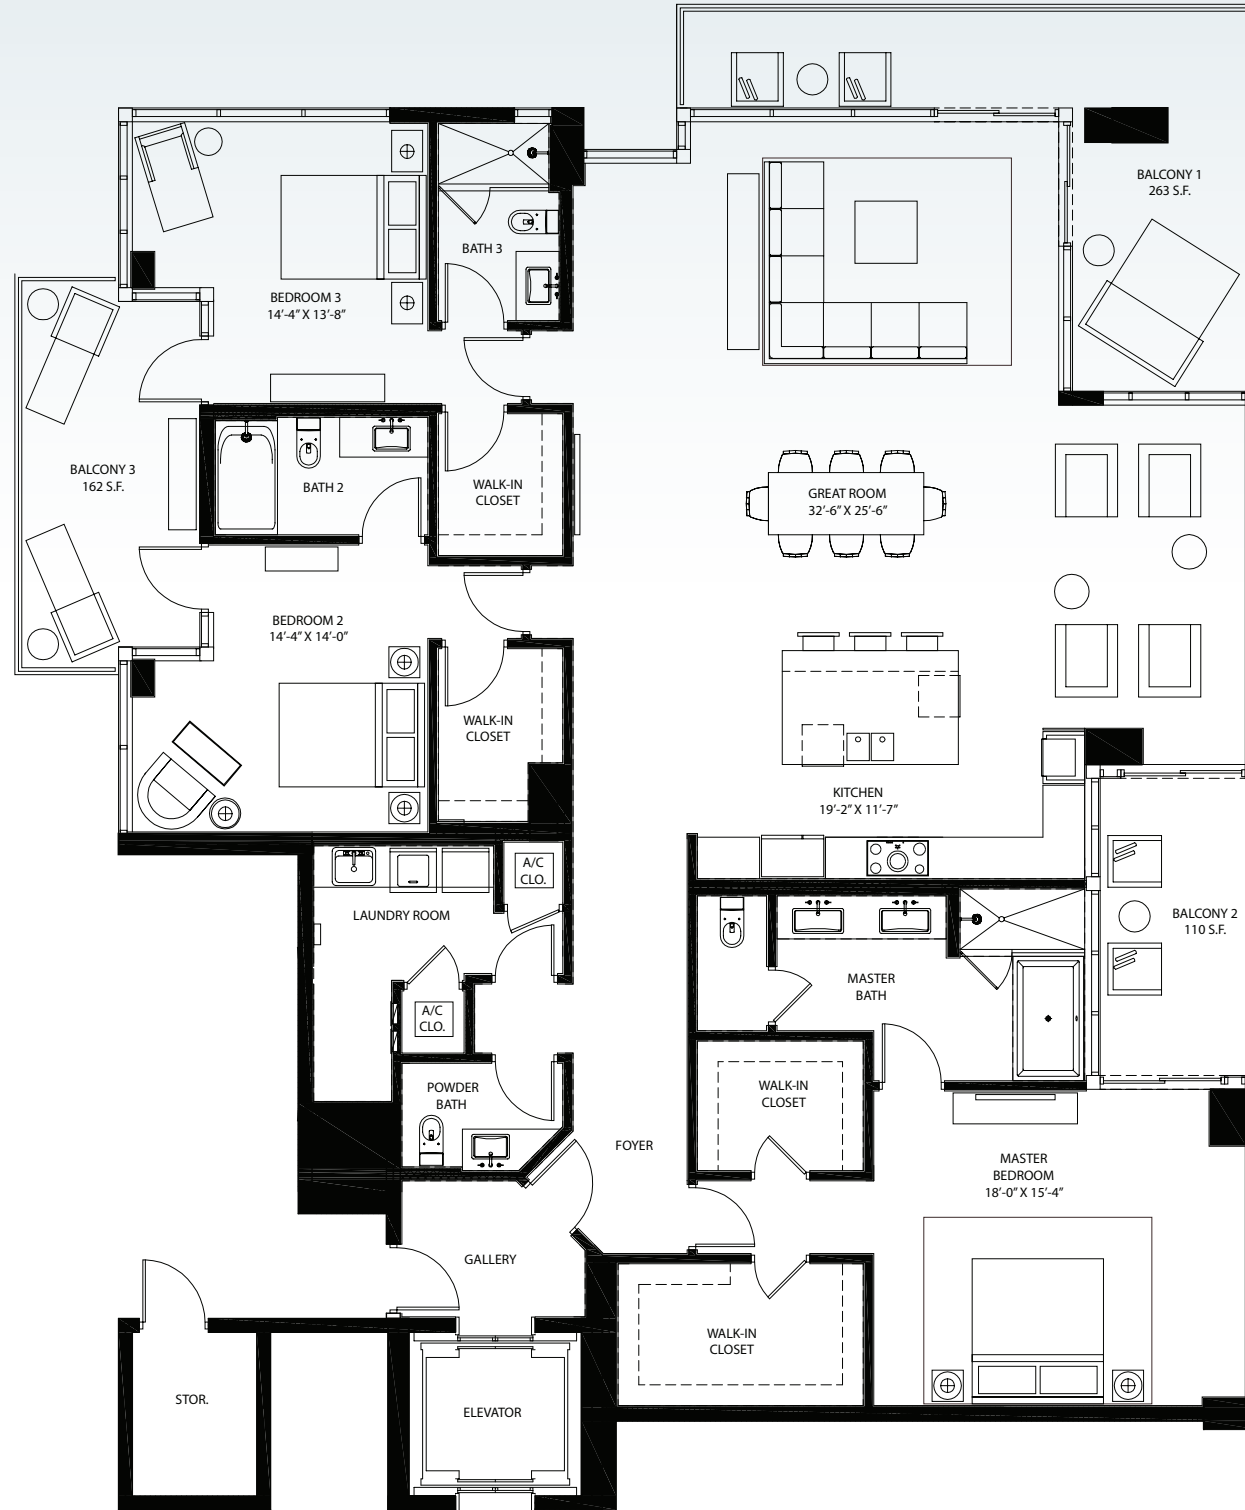 BALCONY 1
263 S.F.
BATH 3
BEDROOM 3
14'-4" X 13'-8"
BALCONY 3
162 S.F.
BATH 2
WALK-IN
CLOSET
GREAT ROOM
32'-6" X 25'-6"
BEDROOM 2
14'-4" X 14'-0"
WALK-IN
CLOSET
KITCHEN
19'-2" X 11'-7"
A/C
CLO.
LAUNDRY ROOM
BALCONY 2
110 S.F.
MASTER
BATH
A/C
CLO.
POWDER
BATH
WALK-IN
CLOSET
FOYER
MASTER
BEDROOM
18'-0" X 15'-4"
GALLERY
WALK-IN
CLOSET
STOR.
ELEVATOR